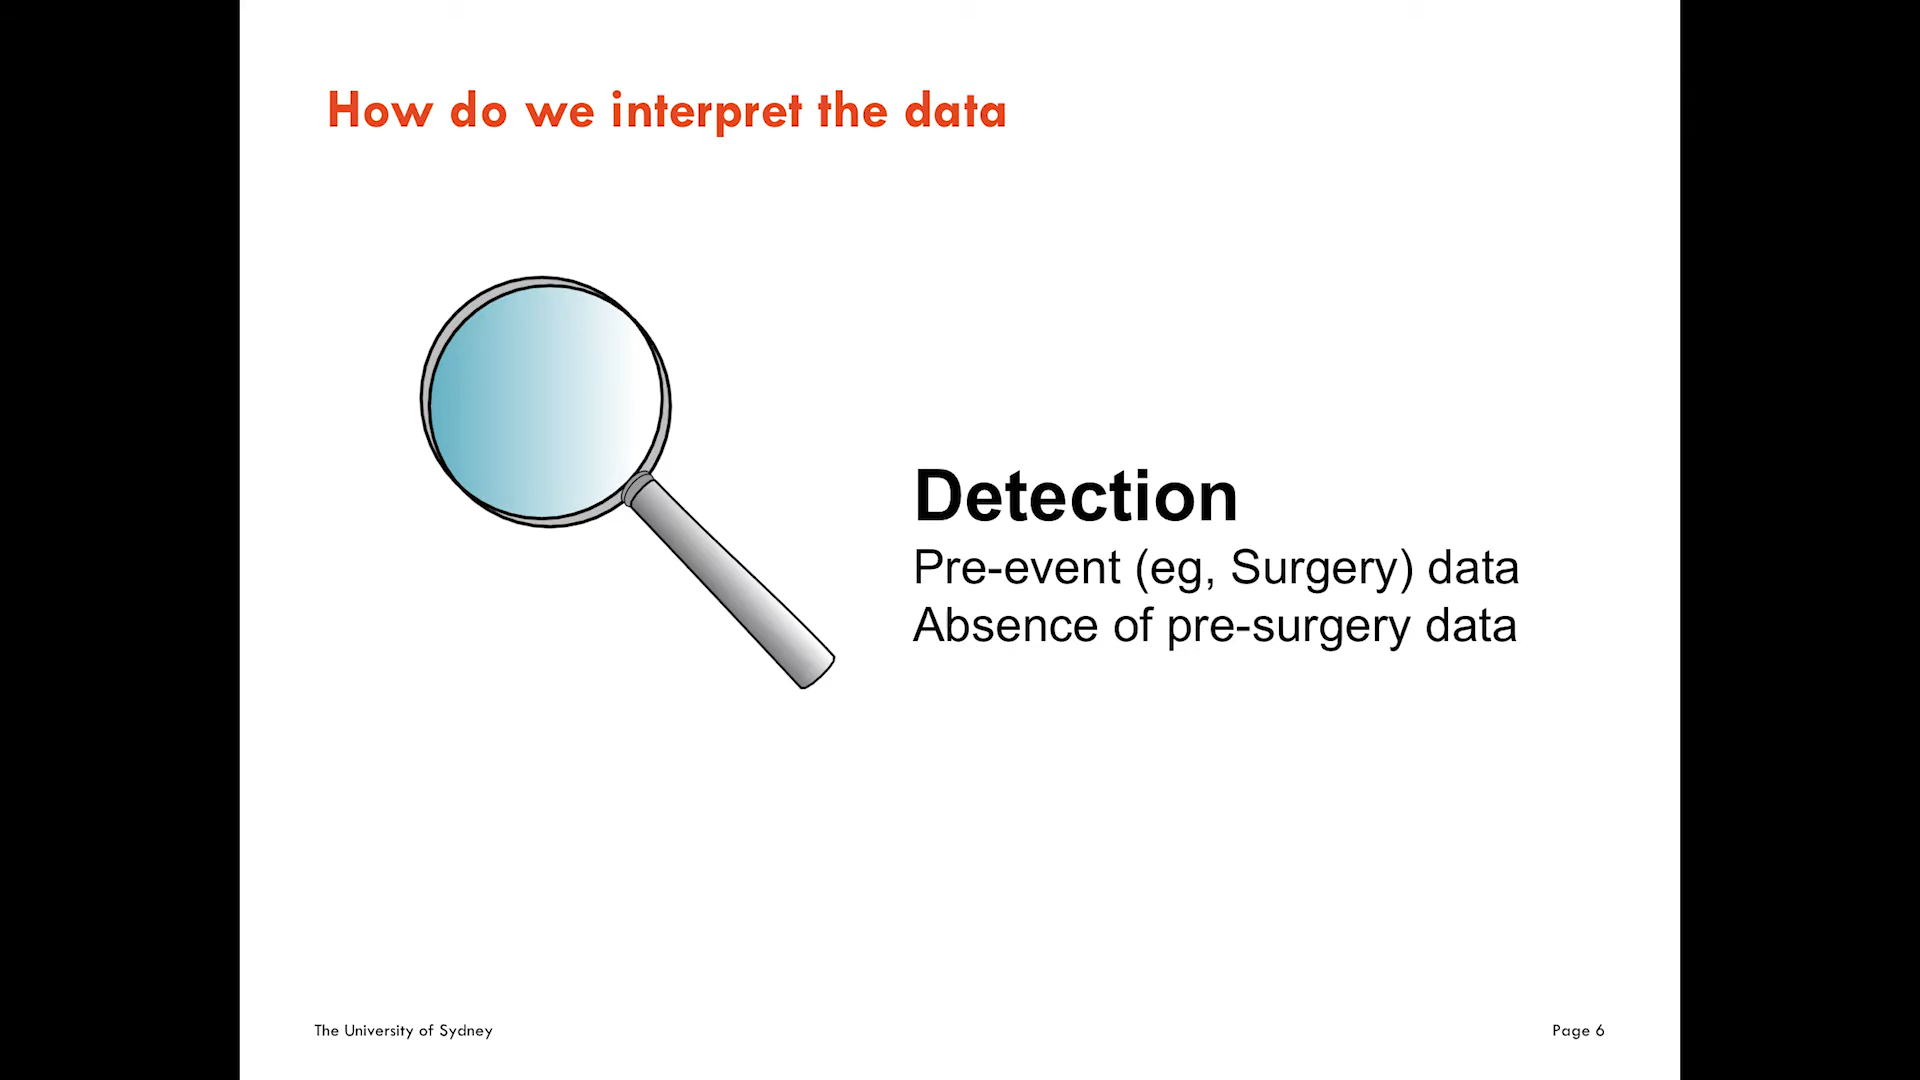 How do we interpret the data
Detection
Pre-event (eg, Surgery) data
Absence of pre-surgery data
The University of Sydney
Page 6